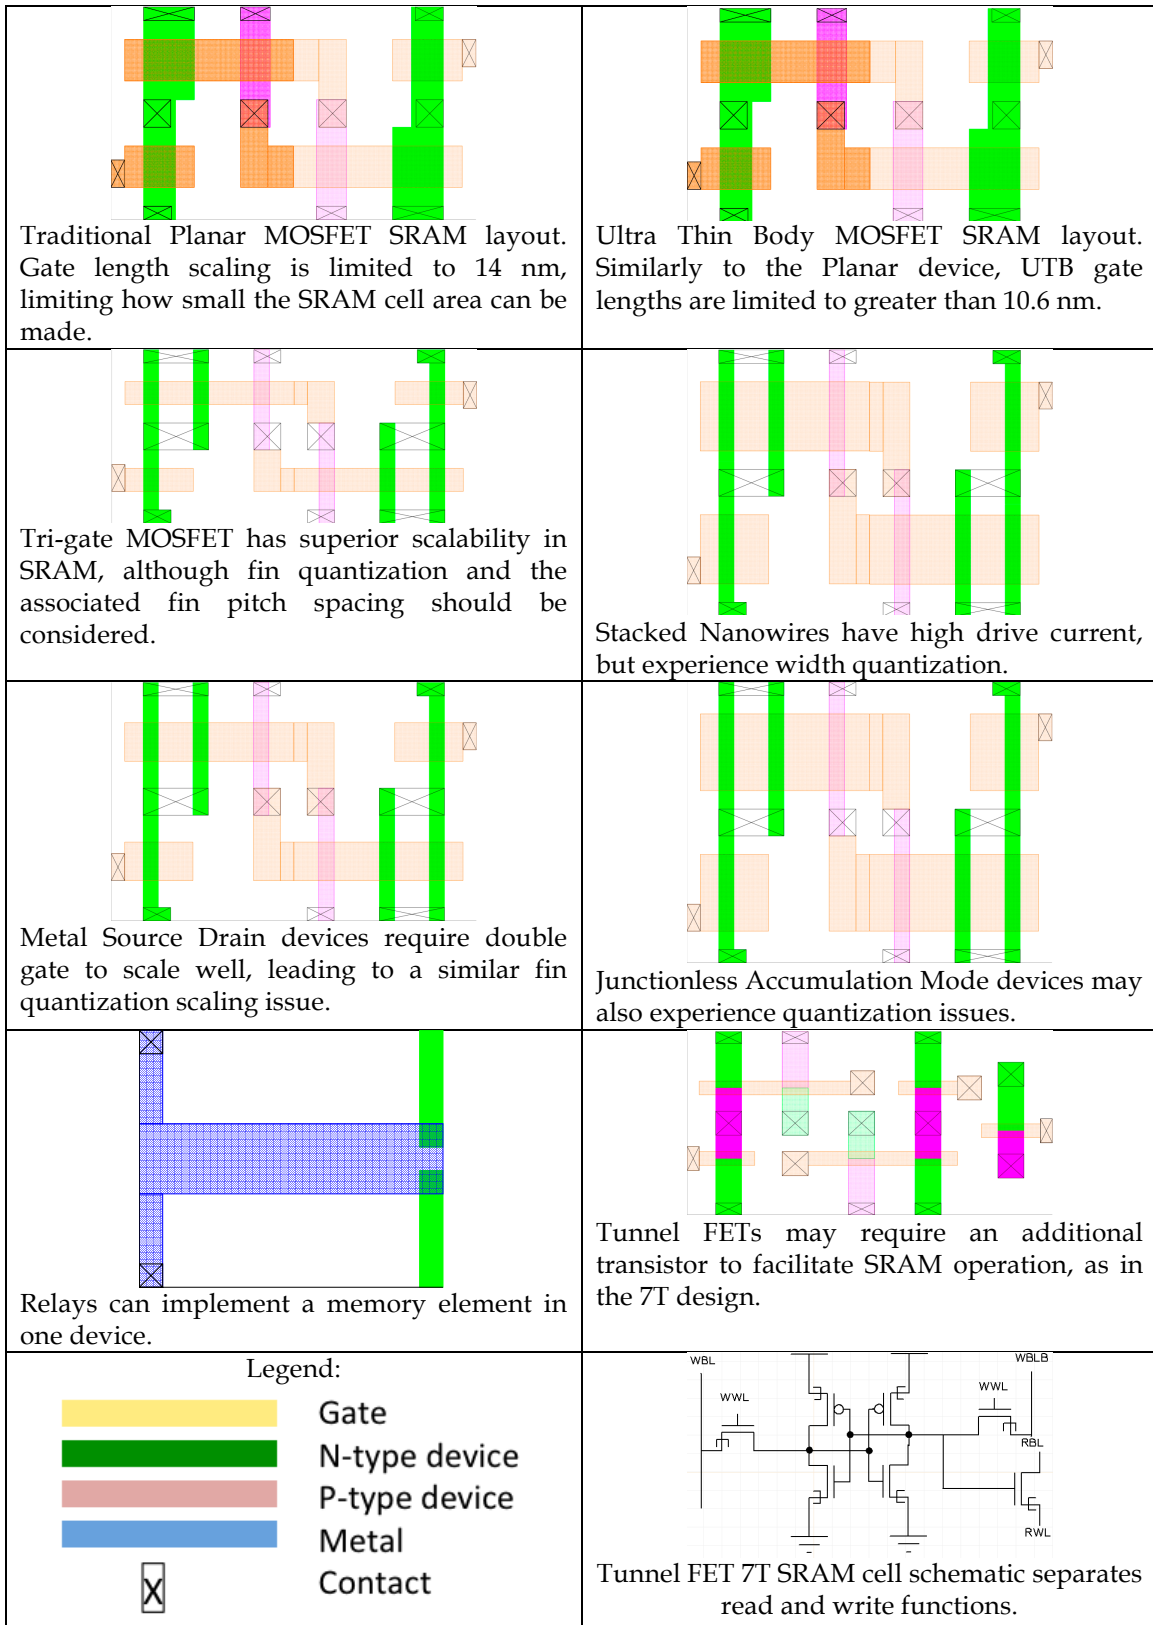 Traditional Planar MOSFET SRAM layout.
Gate length scaling is limited to 14 nm,
limiting how small the SRAM cell area can be
made.
Ultra Thin Body MOSFET SRAM layout.
Similarly to the Planar device, UTB gate
lengths are limited to greater than 10.6 nm.
Tri-gate MOSFET has superior scalability in
SRAM, although fin quantization and the
associated fin pitch spacing should be
considered.
Stacked Nanowires have high drive current,
but experience width quantization.
Metal Source Drain devices require double
gate to scale well, leading to a similar fin
quantization scaling issue.
Junctionless Accumulation Mode devices may
also experience quantization issues.
Relays can implement a memory element in
one device.
Tunnel FETs may require an additional
transistor to facilitate SRAM operation, as in
the 7T design.
Legend:
Gate
N-type device
P-type device
Metal
X Contact
WBL
WBLB
WWL
WWL
RBL
RWL
Tunnel FET 7T SRAM cell schematic separates
read and write functions.